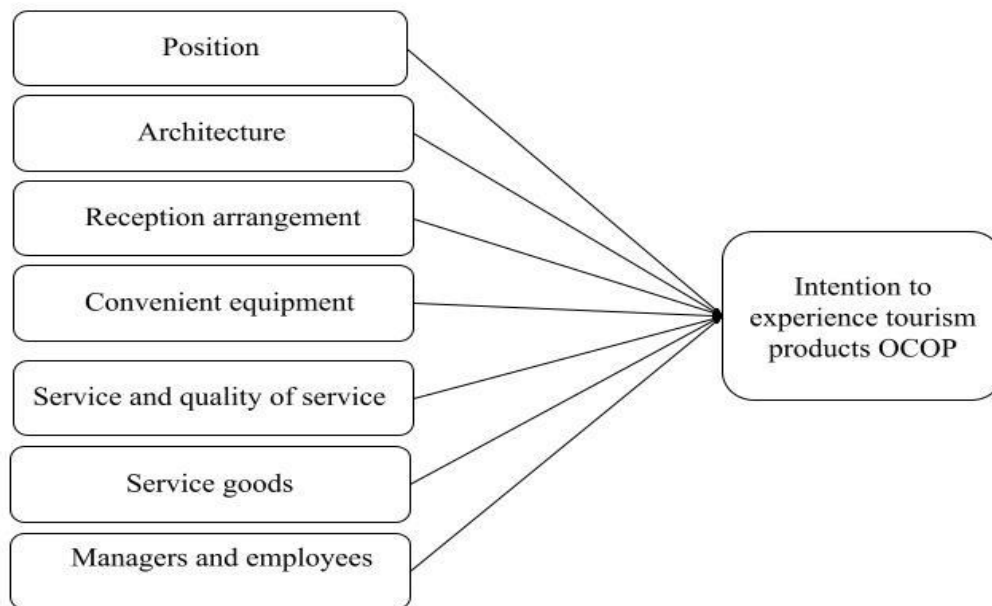 Position
Architecture
Reception arrangement
Convenient equipment
Service and quality of service
Service goods
Managers and employees
Intention to
experience tourism
products OCOP